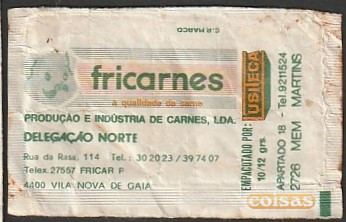 C.R. MARCO
fricarnes
a qualidade da carne
PRODUÇÃO E INDÚSTRIA DE CARNES, LDA.
DELEGAÇÃO NORTE
Rua da Rasa, 114 Tel.: 30 20 23 / 39 74 07
Telex. 27557 FRICAR P
4400 VILA NOVA DE GAIA
EMPACOTADO POR:
10/12 grs.
USILECA
APARTADO 18 - Tel. 9211524
2726 MEM MARTINS
coisas